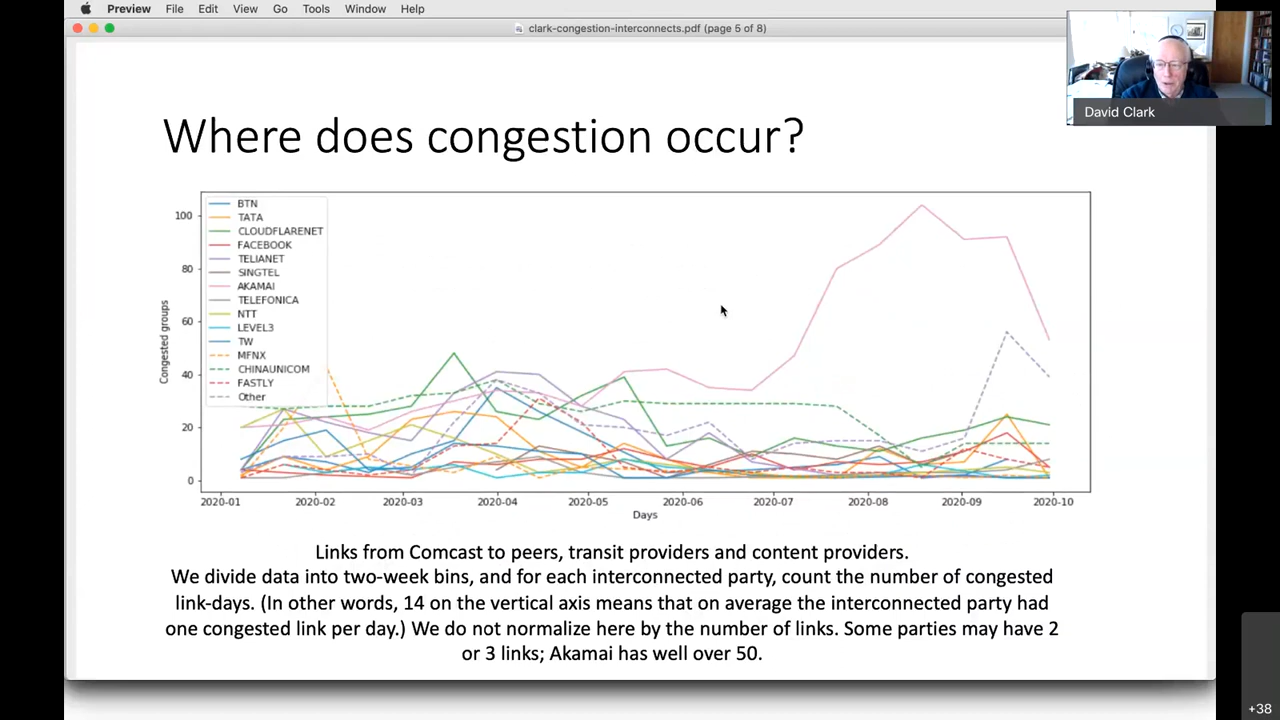 Preview File Edit View Go Tools Window Help
clark-congestion-interconnects.pdf (page 5 of 8)
David Clark
Where does congestion occur?
BTN
TATA
CLOUDFLARENET
FACEBOOK
TELIANET
SINGTEL
AKAMAI
TELEFONICA
NTT
LEVEL3
TW
MFNX
CHINAUNICOM
FASTLY
Other
100
80
60
40
20
0
Congested groups
2020-01 2020-02 2020-03 2020-04 2020-05 2020-06 2020-07 2020-08 2020-09 2020-10
Days
Links from Comcast to peers, transit providers and content providers.
We divide data into two-week bins, and for each interconnected party, count the number of congested
link-days. (In other words, 14 on the vertical axis means that on average the interconnected party had
one congested link per day.) We do not normalize here by the number of links. Some parties may have 2
or 3 links; Akamai has well over 50.
+38